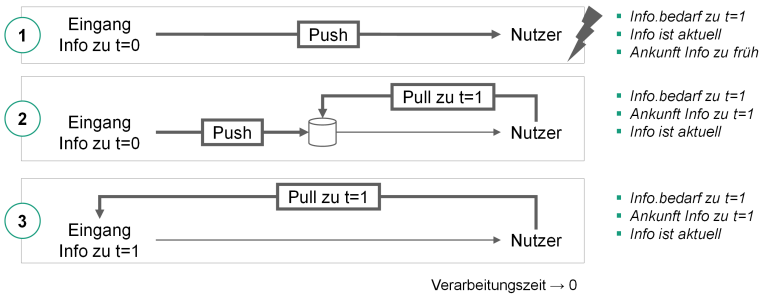 1
Eingang
Info zu t=0
Push
Nutzer
Info.bedarf zu t=1
Info ist aktuell
Ankunft Info zu früh
2
Eingang
Info zu t=0
Push
Pull zu t=1
Nutzer
Info.bedarf zu t=1
Ankunft Info zu t=1
Info ist aktuell
3
Eingang
Info zu t=1
Pull zu t=1
Nutzer
Info.bedarf zu t=1
Ankunft Info zu t=1
Info ist aktuell
Verarbeitungszeit → 0